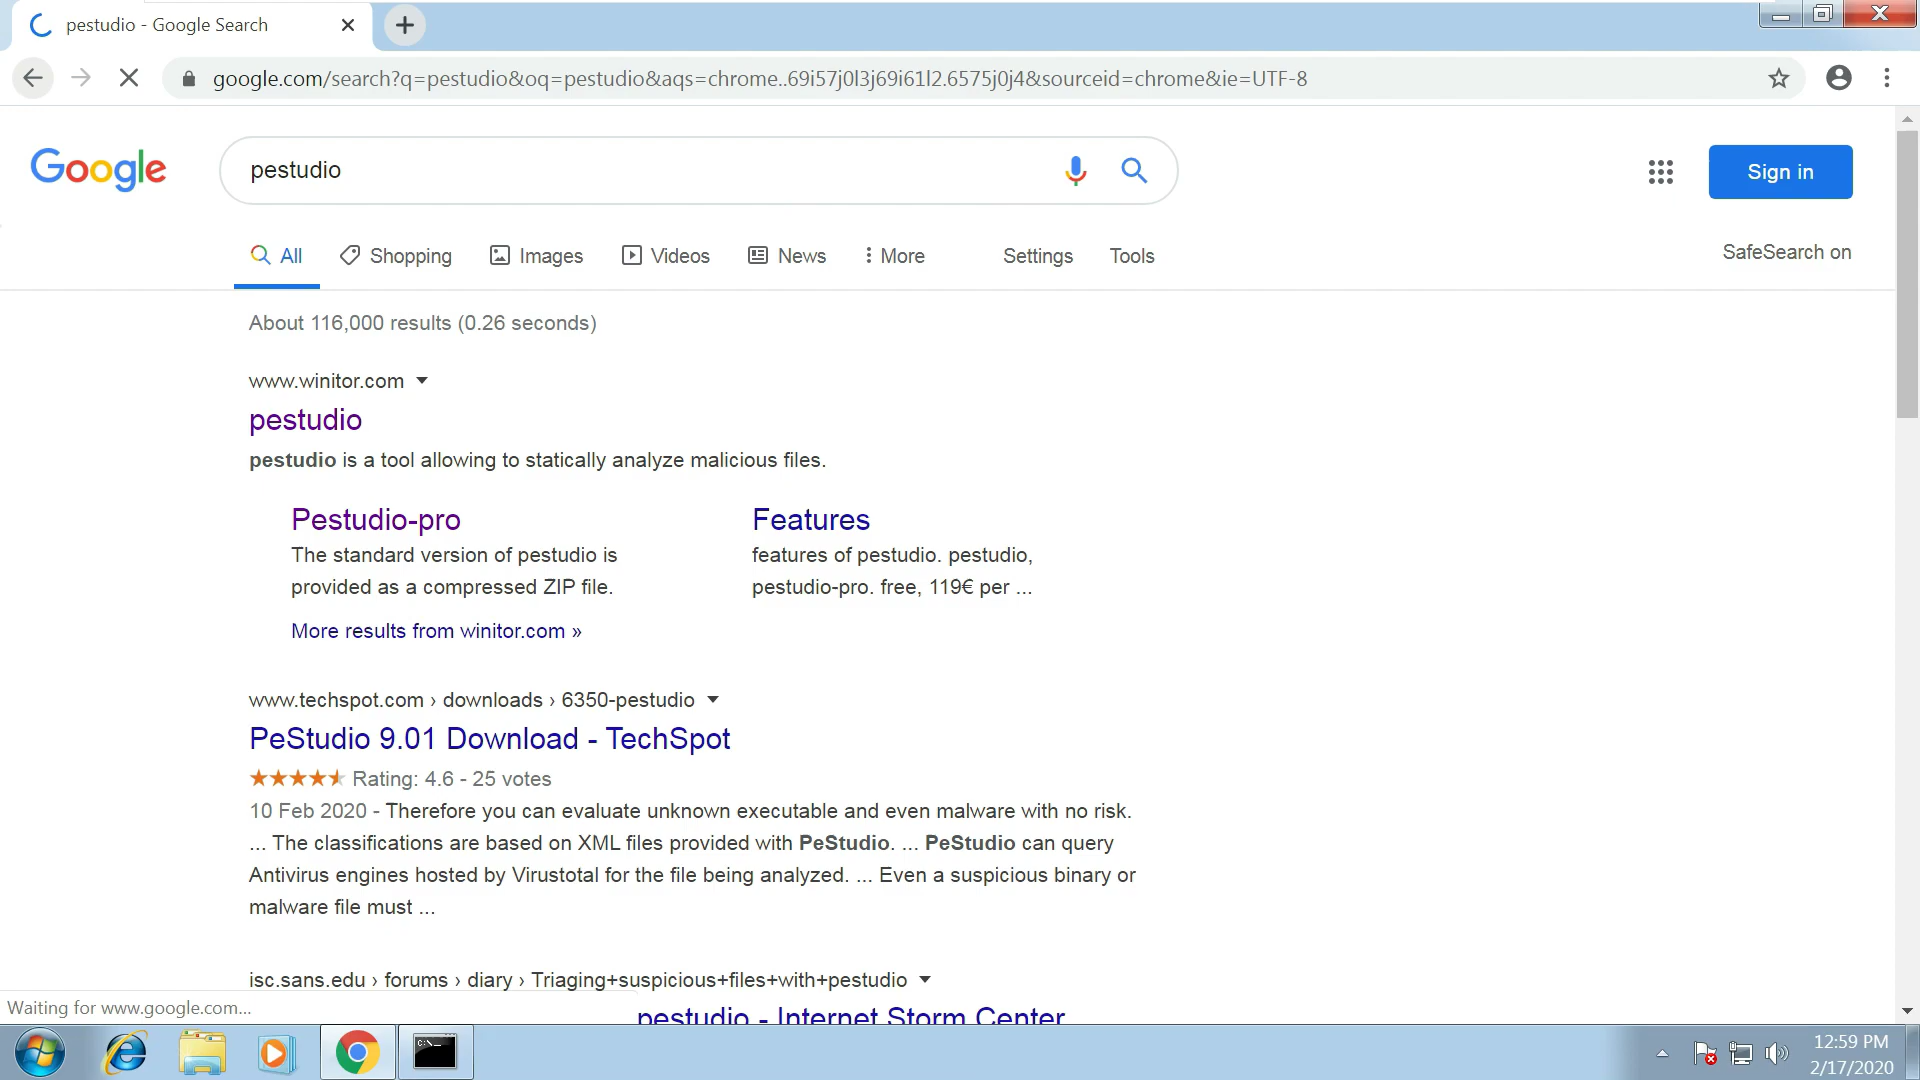 pestudio - Google Search
google.com/search?q=pestudio&oq=pestudio&aqs=chrome..69i57j0l3j69i61l2.6575j0j4&sourceid=chrome&ie=UTF-8
Google
pestudio
Sign in
All
Shopping
Images
Videos
News
More
Settings
Tools
SafeSearch on
About 116,000 results (0.26 seconds)
www.winitor.com
pestudio
pestudio is a tool allowing to statically analyze malicious files.
Pestudio-pro
The standard version of pestudio is
provided as a compressed ZIP file.
Features
features of pestudio. pestudio,
pestudio-pro. free, 119€ per ...
More results from winitor.com »
www.techspot.com › downloads › 6350-pestudio
PeStudio 9.01 Download - TechSpot
Rating: 4.6 - 25 votes
10 Feb 2020 - Therefore you can evaluate unknown executable and even malware with no risk.
... The classifications are based on XML files provided with PeStudio. ... PeStudio can query
Antivirus engines hosted by Virustotal for the file being analyzed. ... Even a suspicious binary or
malware file must ...
isc.sans.edu › forums › diary › Triaging+suspicious+files+with+pestudio
pestudio - Internet Storm Center
Waiting for www.google.com...
C:\
12:59 PM
2/17/2020